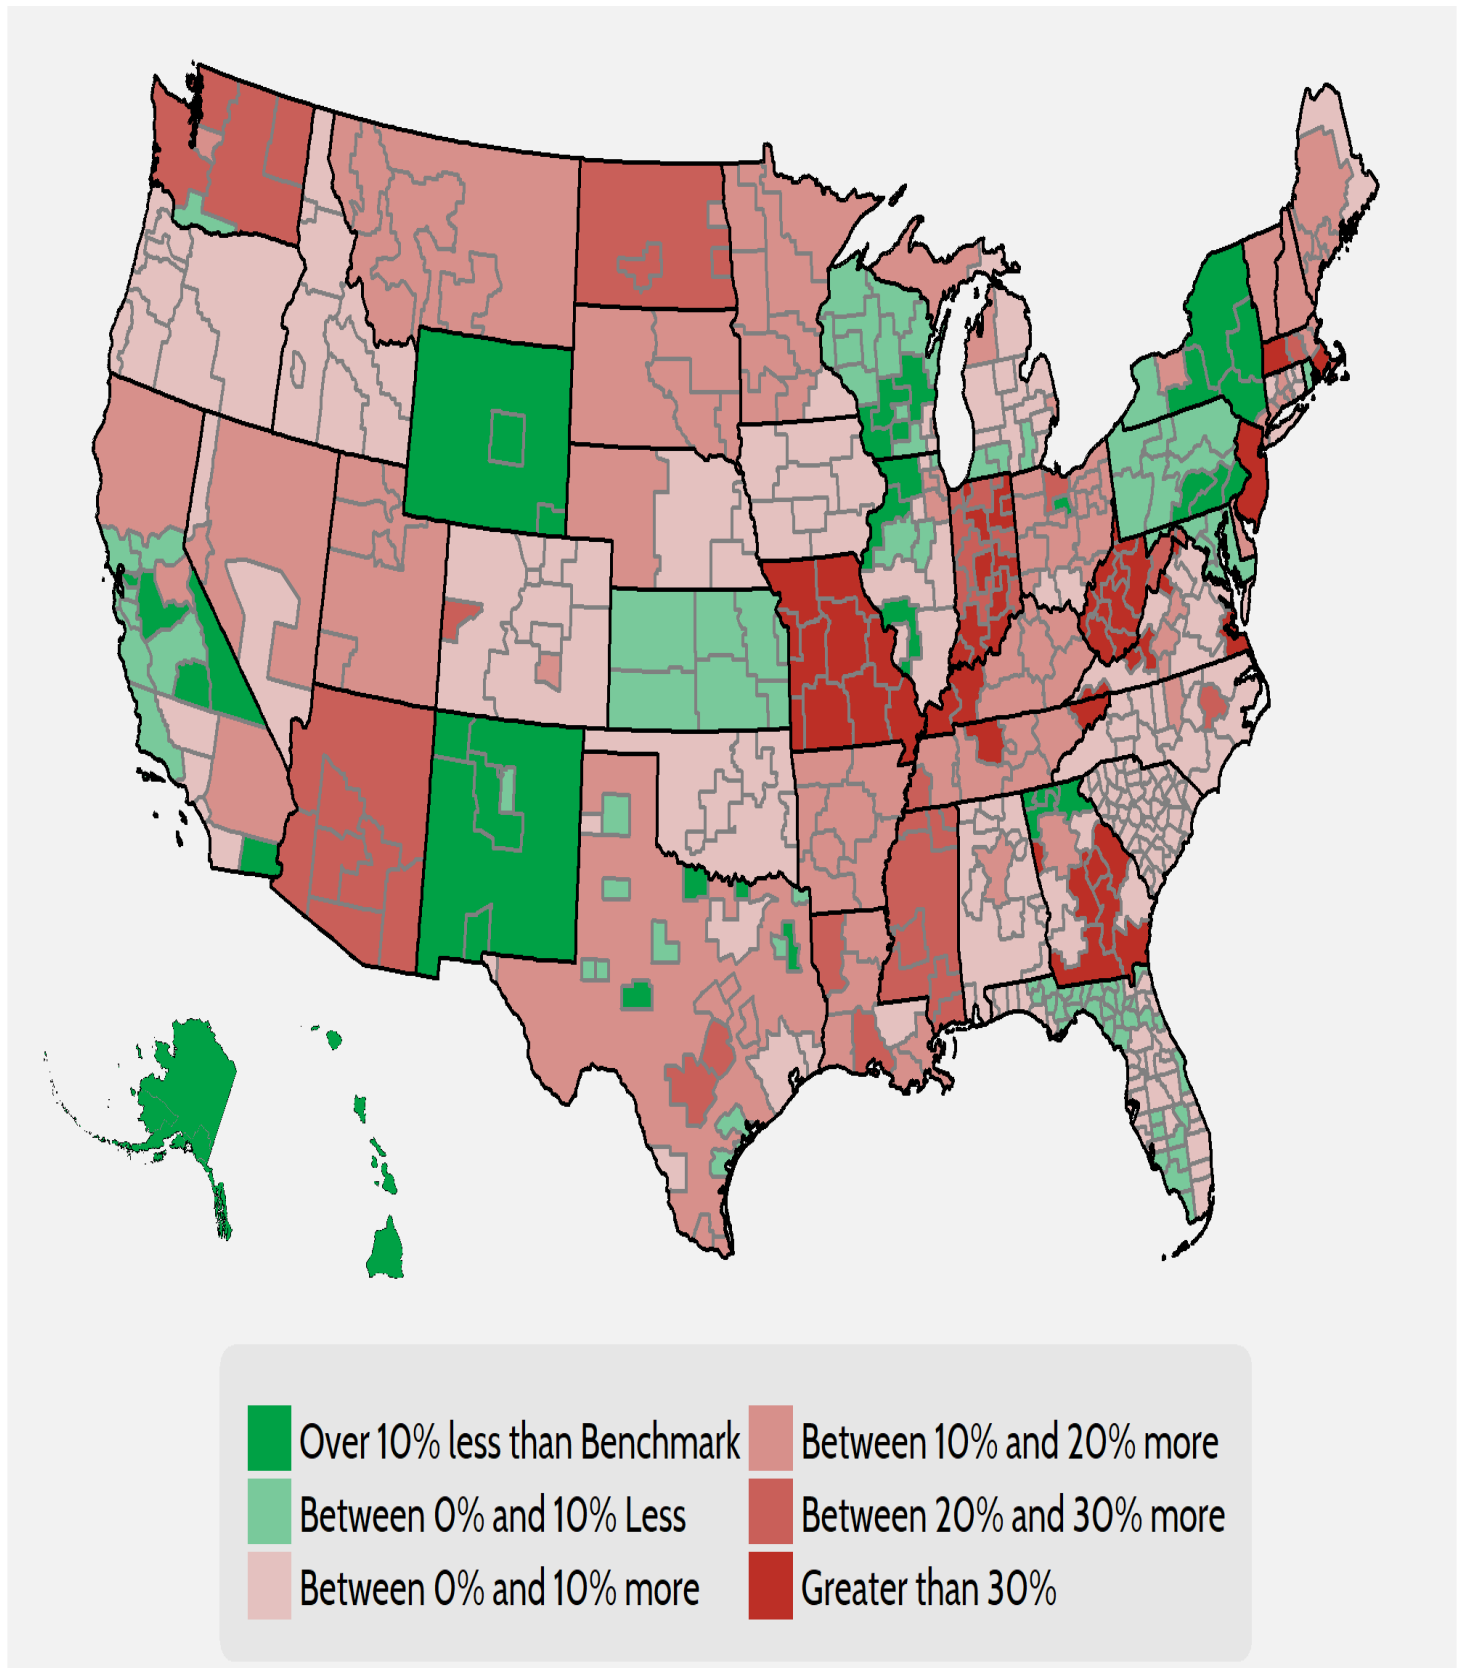 Over 10% less than Benchmark
Between 0% and 10% Less
Between 0% and 10% more
Between 10% and 20% more
Between 20% and 30% more
Greater than 30%